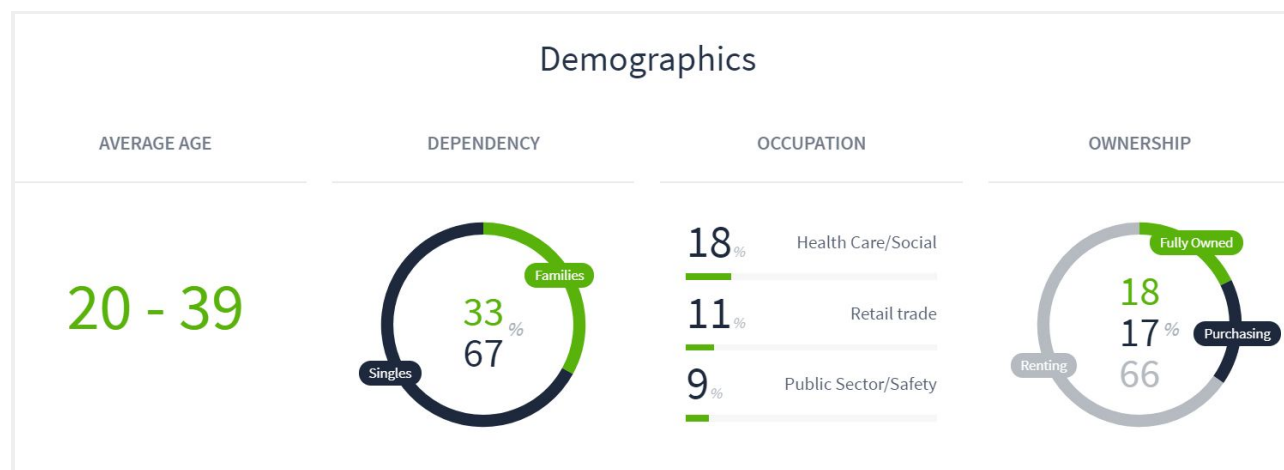 Demographics
AVERAGE AGE
DEPENDENCY
OCCUPATION
OWNERSHIP
20 - 39
Families
33
%
67
Singles
18 %
Health Care/Social
11 %
Retail trade
9 %
Public Sector/Safety
Fully Owned
18
17 %
Purchasing
66
Renting